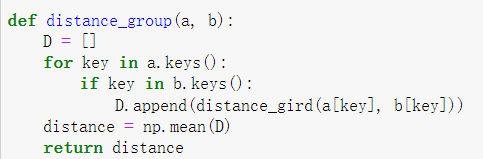 def distance_group(a, b):
    D = []
    for key in a.keys():
        if key in b.keys():
            D.append(distance_gird(a[key], b[key]))
    distance = np.mean(D)
    return distance